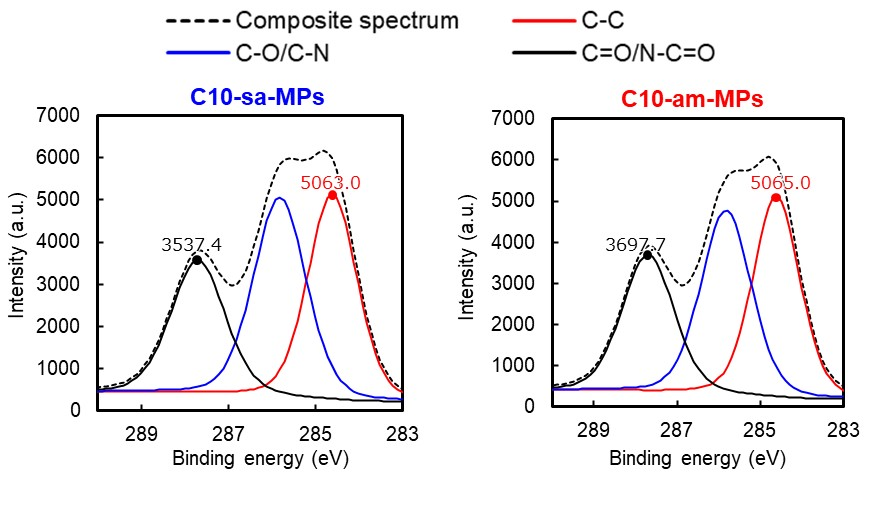 Composite spectrum
C-C
C-O/C-N
C=O/N-C=O
C10-sa-MPs
7000
6000
5000
4000
3000
2000
1000
0
Intensity (a.u.)
5063.0
3537.4
289
287
285
283
Binding energy (eV)
C10-am-MPs
7000
6000
5000
4000
3000
2000
1000
0
Intensity (a.u.)
5065.0
3697.7
289
287
285
283
Binding energy (eV)